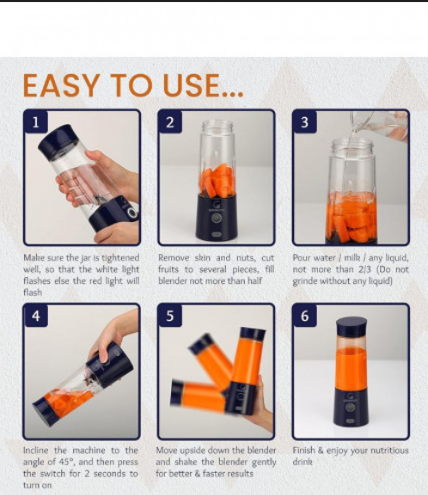 EASY TO USE...
1
2
3
Make sure the jar is tightened
well, so that the white light
flashes else the red light will
flash
Remove skin and nuts, cut
fruits to several pieces, fill
blender not more than half
Pour water / milk / any liquid,
not more than 2/3 (Do not
grinde without any liquid)
4
5
6
Incline the machine to the
angle of 45°, and then press
the switch for 2 seconds to
turn on
Move upside down the blender
and shake the blender gently
for better & faster results
Finish & enjoy your nutritious
drink